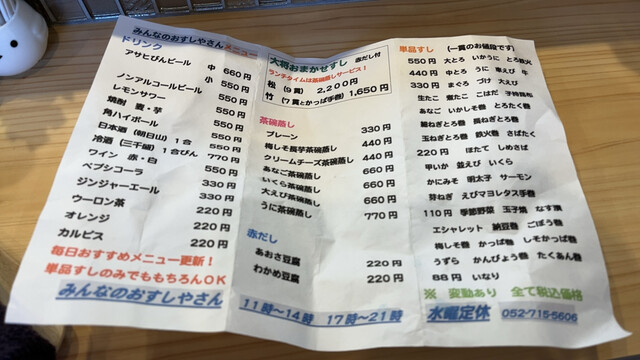 みんなのおすしやさん メニュー
ドリンク
アサヒびんビール 中 660円
小 550円
ノンアルコールビール 550円
レモンサワー 550円
焼酎 麦・芋 550円
角ハイボール 550円
日本酒(朝日山)1合 550円
冷酒(三千盛)1合びん 770円
ワイン 赤・白 550円
ペプシコーラ 330円
ジンジャーエール 330円
ウーロン茶 220円
オレンジ 220円
カルピス 220円
毎日おすすめメニュー更新!
単品すしのみでももちろんOK
みんなのおすしやさん
大将おまかせすし 赤だし付
ランチタイムは茶碗蒸しサービス!
松 (9貫) 2,200円
竹 (7貫とかっぱ手巻) 1,650円
茶碗蒸し
プレーン 330円
梅しそ長芋茶碗蒸し 440円
クリームチーズ茶碗蒸し 440円
あなご茶碗蒸し 660円
いくら茶碗蒸し 660円
大えび茶碗蒸し 660円
うに茶碗蒸し 770円
赤だし
あおさ豆腐 220円
わかめ豆腐 220円
11時~14時 17時~21時
単品すし (一貫のお値段です)
550円 大とろ いかうに とろ鉄火
440円 中とろ うに 車えび 牛
330円 まぐろ づけ 大えび
生たこ 煮たこ こはだ 子持昆布
あなご いかしそ巻 とろたく巻
鰻ねぎとろ巻
玉ねぎとろ巻 鉄火巻 さばたく
220円 ほたて しめさば
甲いか 並えび いくら
かにみそ 明太子 サーモン
芽ねぎ えびマヨレタス手巻
110円 季節野菜 玉子焼 なす漬
エシャレット 納豆巻 ごぼう巻
梅しそ巻 かっぱ巻 しそかっぱ巻
うずら かんぴょう巻 たくあん巻
88円 いなり
※ 変動あり 全て税込価格
水曜定休 052-715-5606